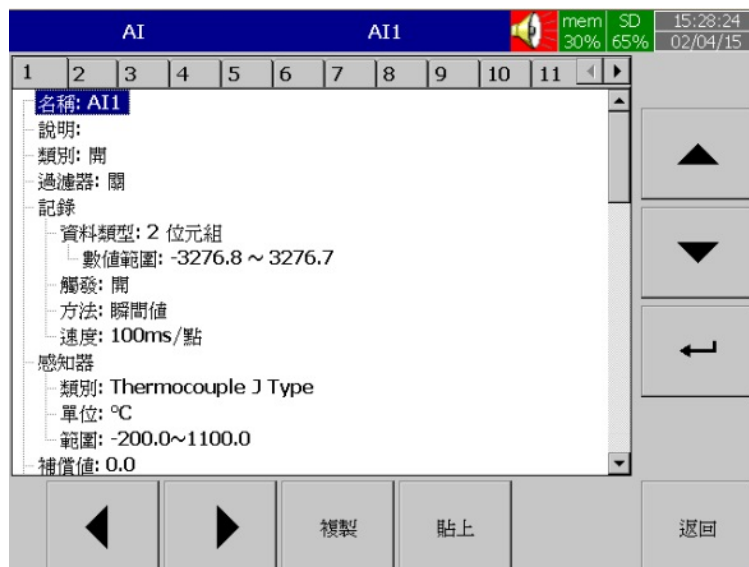 AI AI1 mem 30% SD 65% 15:28:24 02/04/15
1 2 3 4 5 6 7 8 9 10 11
名稱: AI1
說明:
類別: 開
過濾器: 關
記錄
資料類型: 2 位元組
數值範圍: -3276.8 ~ 3276.7
觸發: 開
方法: 瞬間值
速度: 100ms/點
感知器
類別: Thermocouple J Type
單位: °C
範圍: -200.0~1100.0
補償值: 0.0
複製 貼上 返回